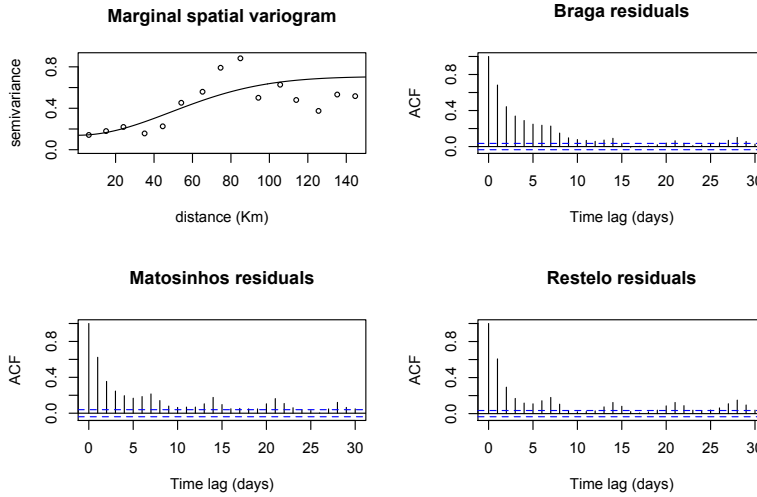 Marginal spatial variogram
semivariance
0.0 0.4 0.8
20 40 60 80 100 120 140
distance (Km)
Braga residuals
ACF
0.0 0.4 0.8
0 5 10 15 20 25 30
Time lag (days)
Matosinhos residuals
ACF
0.0 0.4 0.8
0 5 10 15 20 25 30
Time lag (days)
Restelo residuals
ACF
0.0 0.4 0.8
0 5 10 15 20 25 30
Time lag (days)